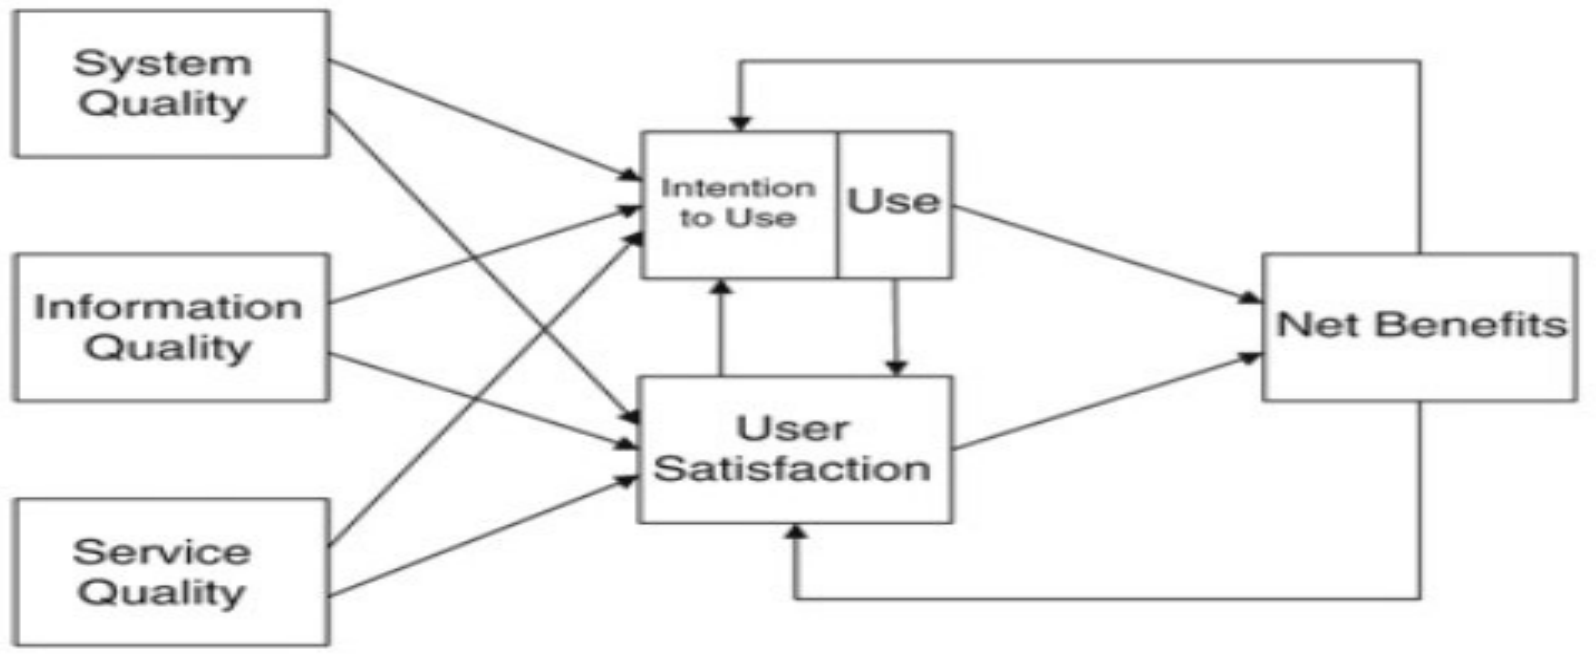 System
Quality
Information
Quality
Service
Quality
Intention
to Use
Use
User
Satisfaction
Net Benefits